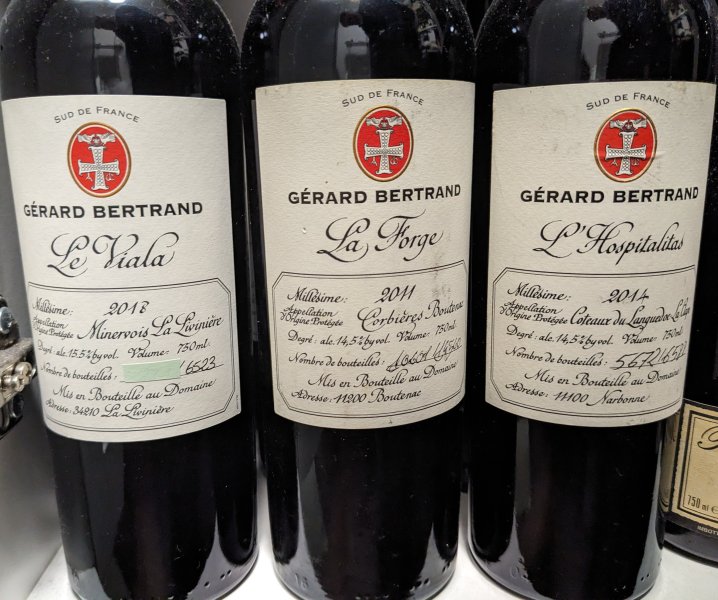 SUD DE FRANCE
GÉRARD BERTRAND
Le Viala
Millésime: 2018
Appellation
d'Origine Protégée Minervois La Livinière
Degré: alc. 15,5% by vol. Volume: 750ml.
Nombre de bouteilles: 6623
Mis en Bouteille au Domaine
Adresse: 34210 La Livinière
SUD DE FRANCE
GÉRARD BERTRAND
La Forge
Millésime: 2011
Appellation
d'Origine Protégée Corbières Boutenac
Degré: alc. 14,5% by vol. Volume: 750ml.
Nombre de bouteilles:
Mis en Bouteille au Domaine
Adresse: 11200 Boutenac
SUD DE FRANCE
GÉRARD BERTRAND
L'Hospitalitas
Millésime: 2014
Appellation
d'Origine Protégée Coteaux du Languedoc-La Clape
Degré: alc. 14,5% by vol. Volume: 750ml.
Nombre de bouteilles:
Mis en Bouteille au Domaine
Adresse: 11100 Narbonne
750 ml e